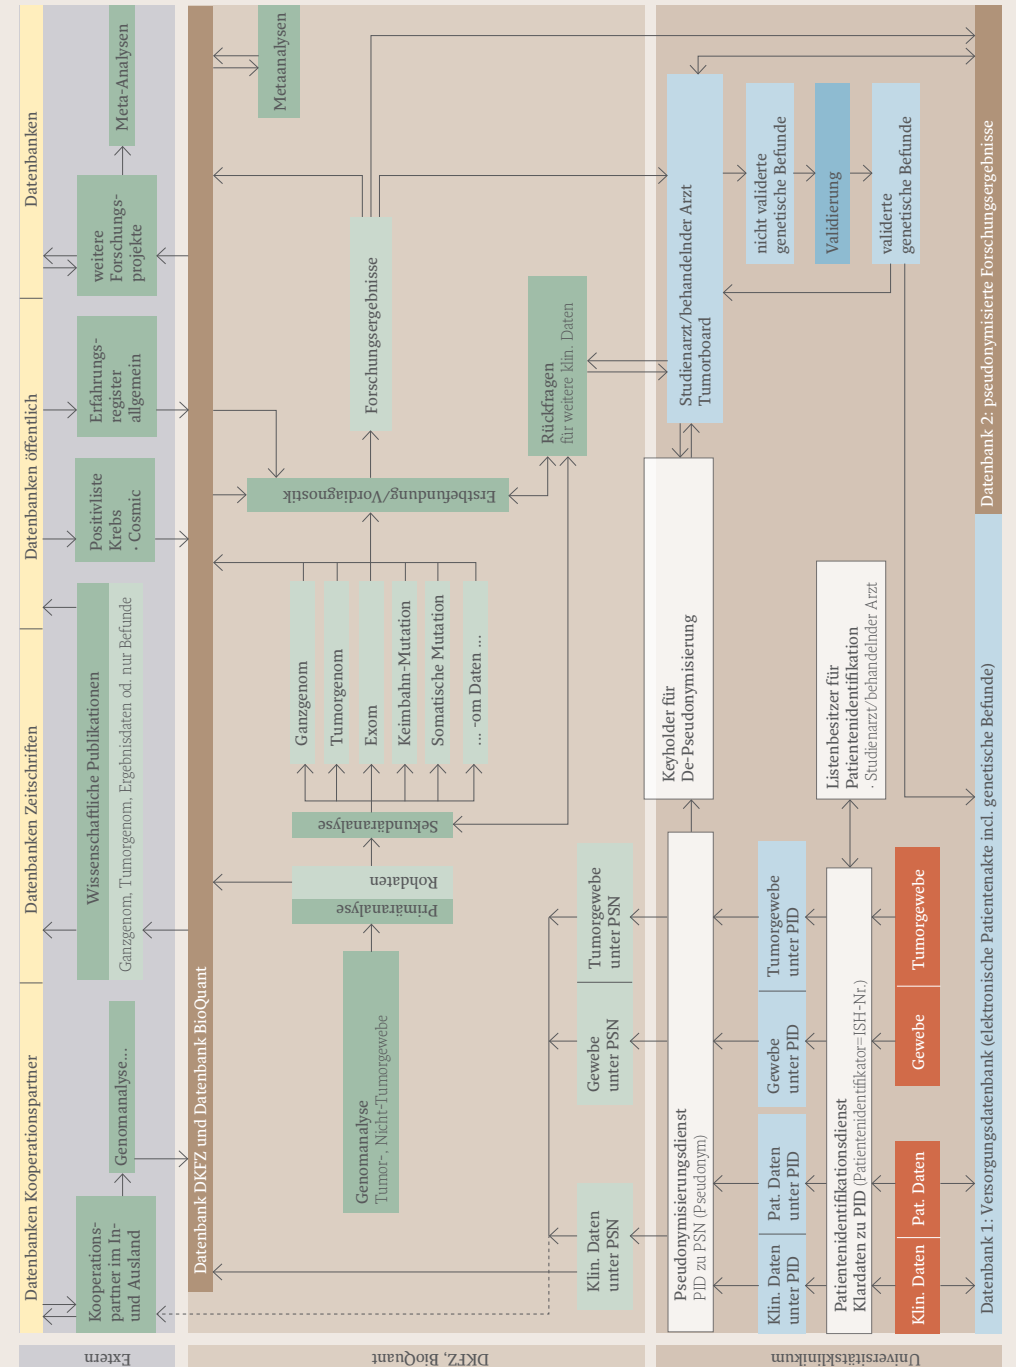 Extern
Datenbanken Kooperationspartner
Datenbanken Zeitschriften
Datenbanken öffentlich
Datenbanken
Kooperations-
partner im In-
und Ausland
Genomanalyse....
Wissenschaftliche Publikationen
Ganzgenom, Tumorgenom, Ergebnisdaten od. nur Befunde
Positivliste
Krebs
· Cosmic
Erfahrungs-
register
allgemein
weitere
Forschungs-
projekte
Meta-Analysen
DKFZ, BioQuant
Datenbank DKFZ und Datenbank BioQuant
Metaanalysen
Genomanalyse
Tumor-, Nicht-Tumorgewebe
Primäranalyse
Rohdaten
Sekundäranalyse
Ganzgenom
Tumorgenom
Exom
Keimbahn-Mutation
Somatische Mutation
... -om Daten ...
Erstbefundung/Vordiagnostik
Forschungsergebnisse
Rückfragen
für weitere klin. Daten
Klin. Daten
unter PSN
Gewebe
unter PSN
Tumorgewebe
unter PSN
Universitätsklinikum
Pseudonymisierungsdienst
PID zu PSN (Pseudonym)
Keyholder für
De-Pseudonymisierung
Studienarzt/behandelnder Arzt
Tumorboard
nicht validerte
genetische Befunde
Validierung
validerte
genetische Befunde
Klin. Daten
unter PID
Pat. Daten
unter PID
Gewebe
unter PID
Tumorgewebe
unter PID
Patientenidentifikationsdienst
Klardaten zu PID (Patientenidentifikator=ISH-Nr.)
Listenbesitzer für
Patientenidentifikation
· Studienarzt/behandelnder Arzt
Klin. Daten
Pat. Daten
Gewebe
Tumorgewebe
Datenbank 1: Versorgungsdatenbank (elektronische Patientenakte incl. genetische Befunde)
Datenbank 2: pseudonymisierte Forschungsergebnisse